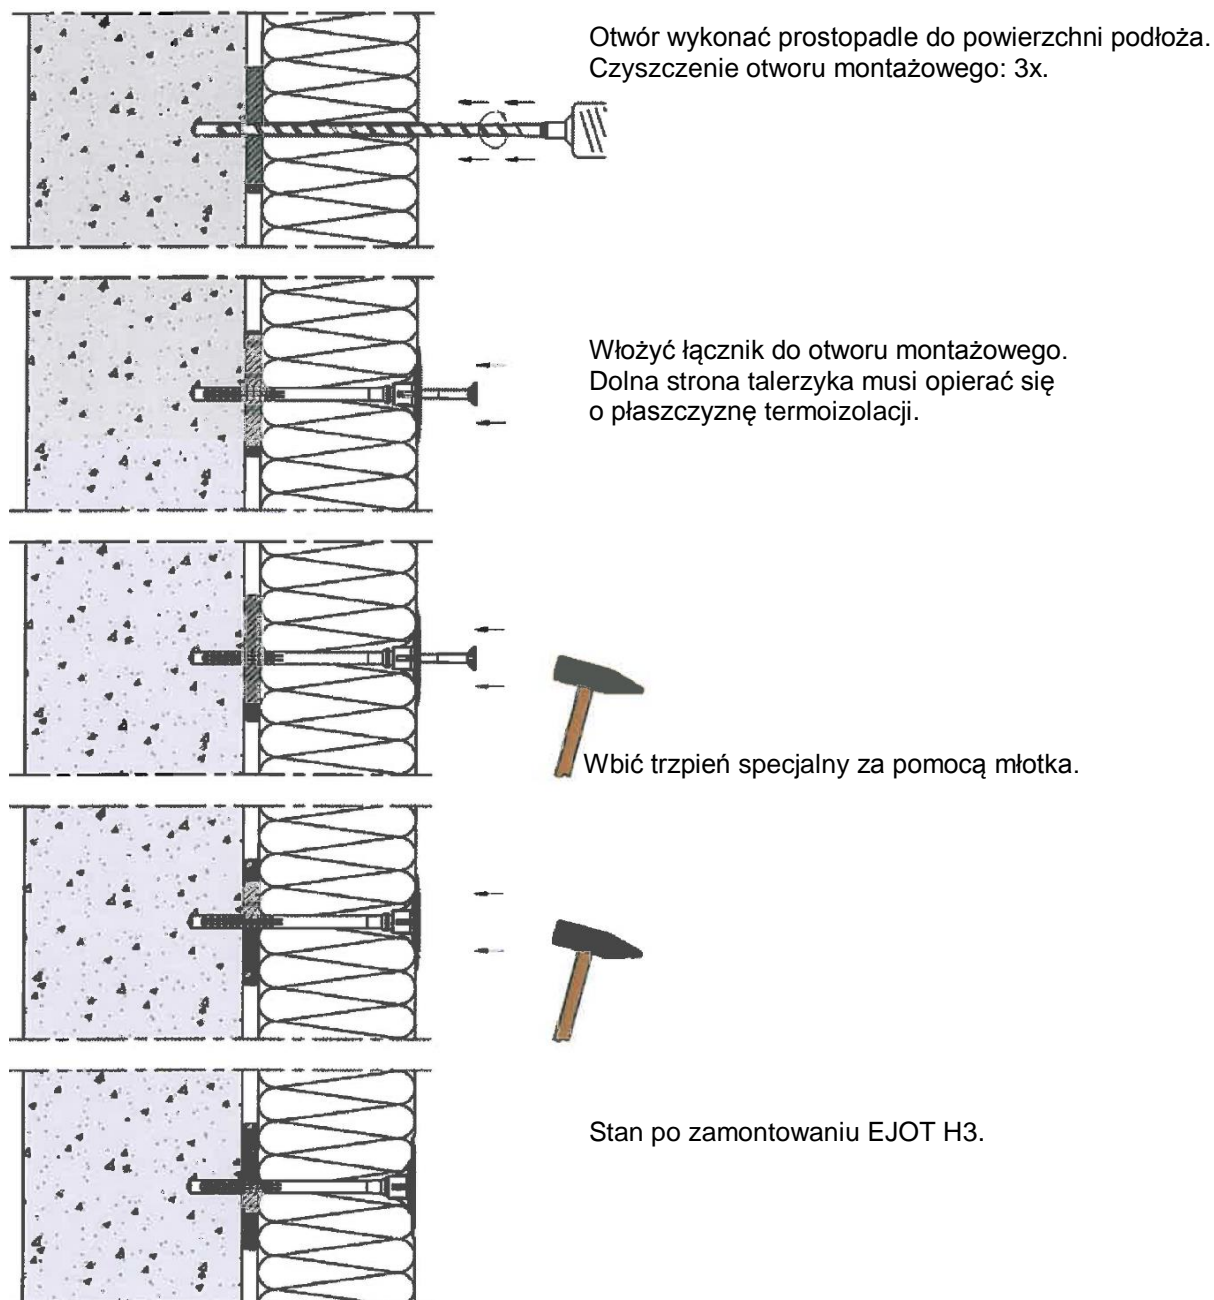 Otwór wykonać prostopadle do powierzchni podłoża.
Czyszczenie otworu montażowego: 3x.
Włożyć łącznik do otworu montażowego.
Dolna strona talerzyka musi opierać się
o płaszczyznę termoizolacji.
Wbić trzpień specjalny za pomocą młotka.
Stan po zamontowaniu EJOT H3.